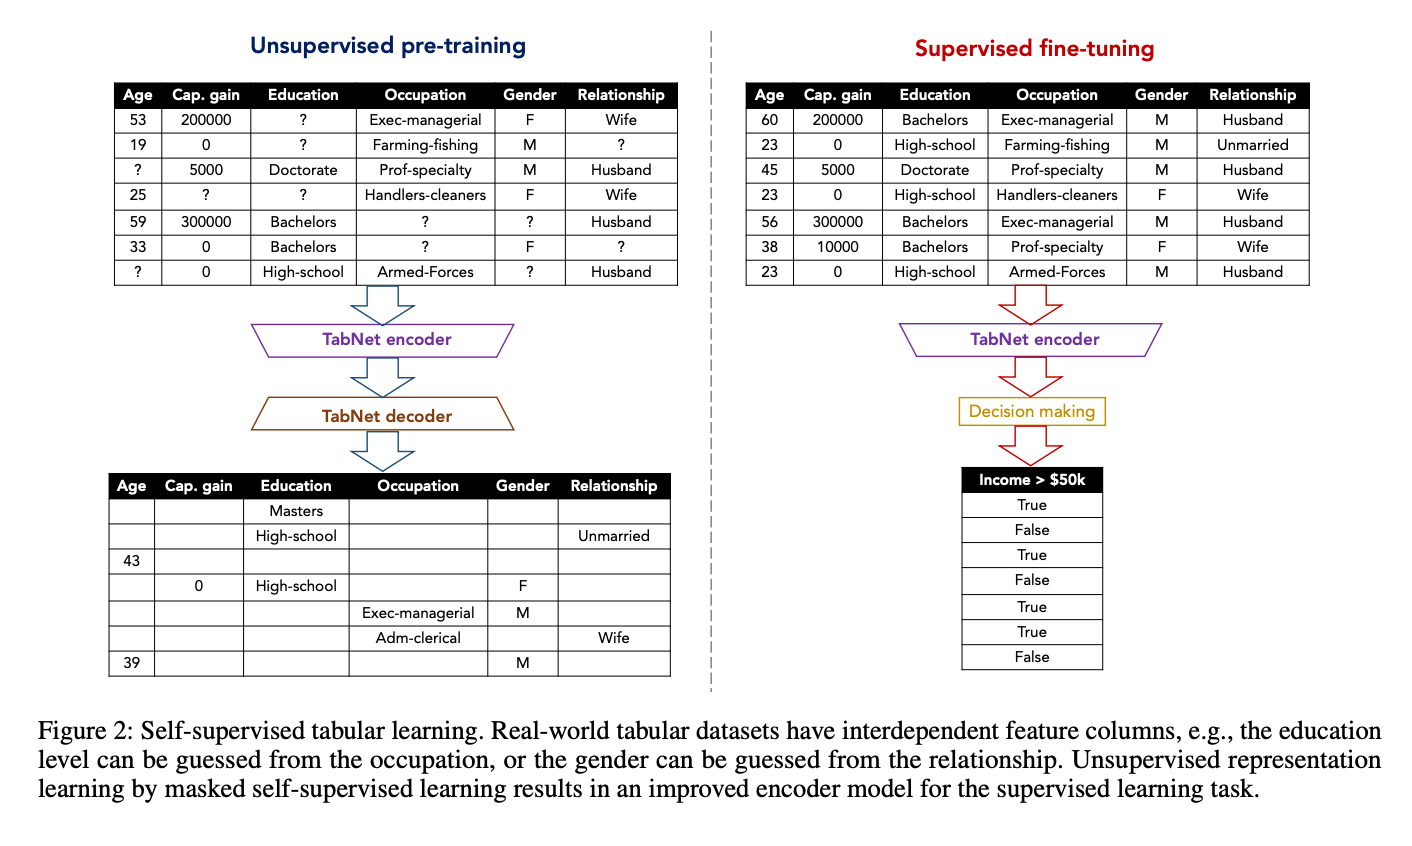 Unsupervised pre-training
Age Cap. gain Education Occupation Gender Relationship
53 200000 ? Exec-managerial F Wife
19 0 ? Farming-fishing M ?
? 5000 Doctorate Prof-specialty M Husband
25 ? ? Handlers-cleaners F Wife
59 300000 Bachelors ? ? Husband
33 0 Bachelors ? F ?
? 0 High-school Armed-Forces ? Husband
TabNet encoder
TabNet decoder
Age Cap. gain Education Occupation Gender Relationship
Masters
High-school Unmarried
43
0 High-school F
Exec-managerial M
Adm-clerical Wife
39 M
Supervised fine-tuning
Age Cap. gain Education Occupation Gender Relationship
60 200000 Bachelors Exec-managerial M Husband
23 0 High-school Farming-fishing M Unmarried
45 5000 Doctorate Prof-specialty M Husband
23 0 High-school Handlers-cleaners F Wife
56 300000 Bachelors Exec-managerial M Husband
38 10000 Bachelors Prof-specialty F Wife
23 0 High-school Armed-Forces M Husband
TabNet encoder
Decision making
Income > $50k
True
False
True
False
True
True
False
Figure 2: Self-supervised tabular learning. Real-world tabular datasets have interdependent feature columns, e.g., the education
level can be guessed from the occupation, or the gender can be guessed from the relationship. Unsupervised representation
learning by masked self-supervised learning results in an improved encoder model for the supervised learning task.